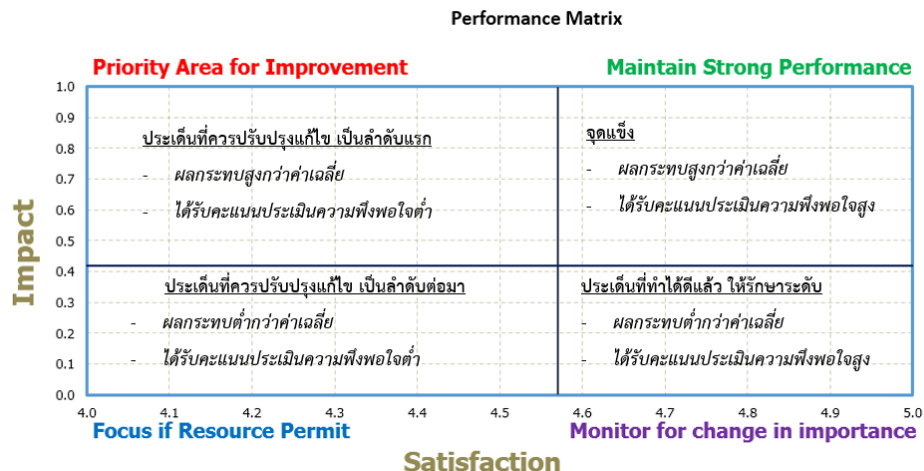 Performance Matrix
Priority Area for Improvement
Maintain Strong Performance
1.0
0.9
0.8
0.7
0.6
0.5
0.4
0.3
0.2
0.1
0.0
Impact
ประเด็นที่ควรปรับปรุงแก้ไข เป็นลำดับแรก
- ผลกระทบสูงกว่าค่าเฉลี่ย
- ได้รับคะแนนประเมินความพึงพอใจต่ำ
จุดแข็ง
- ผลกระทบสูงกว่าค่าเฉลี่ย
- ได้รับคะแนนประเมินความพึงพอใจสูง
ประเด็นที่ควรปรับปรุงแก้ไข เป็นลำดับต่อมา
- ผลกระทบต่ำกว่าค่าเฉลี่ย
- ได้รับคะแนนประเมินความพึงพอใจต่ำ
ประเด็นที่ทำได้ดีแล้ว ให้รักษาระดับ
- ผลกระทบต่ำกว่าค่าเฉลี่ย
- ได้รับคะแนนประเมินความพึงพอใจสูง
4.0 4.1 4.2 4.3 4.4 4.5 4.6 4.7 4.8 4.9 5.0
Focus if Resource Permit
Monitor for change in importance
Satisfaction